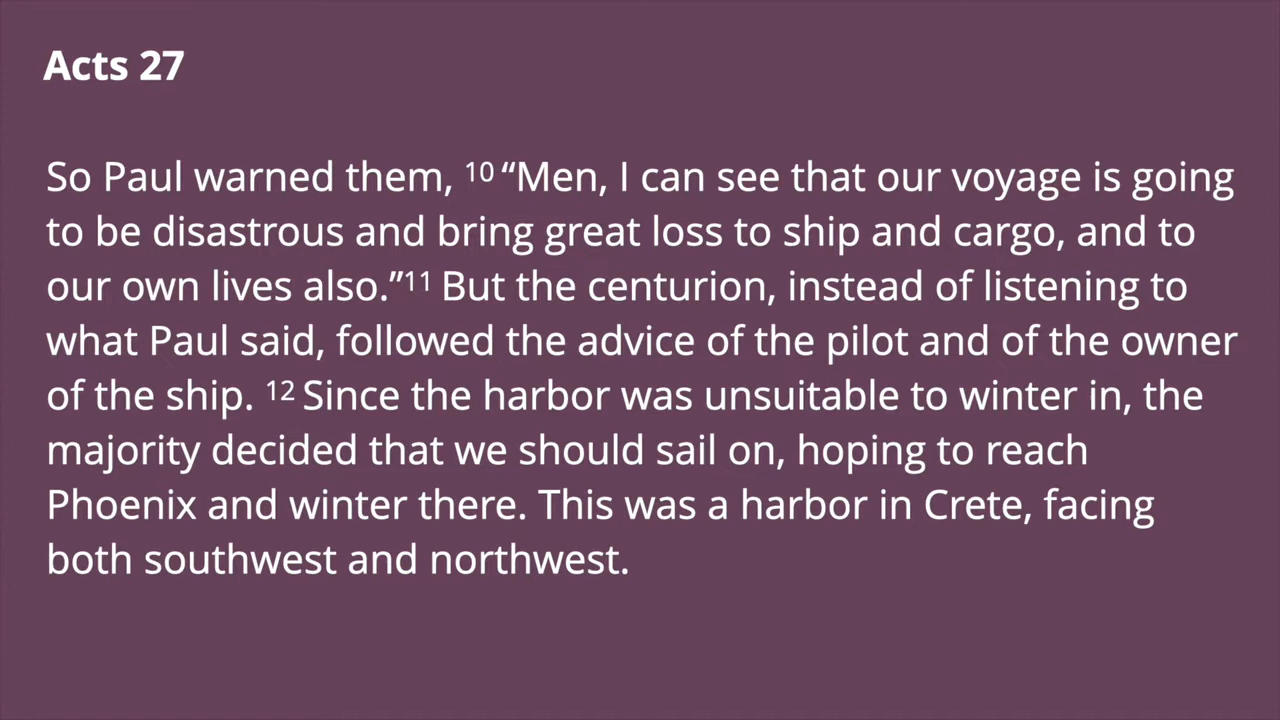 Acts 27
So Paul warned them, 10 “Men, I can see that our voyage is going
to be disastrous and bring great loss to ship and cargo, and to
our own lives also.”11 But the centurion, instead of listening to
what Paul said, followed the advice of the pilot and of the owner
of the ship. 12 Since the harbor was unsuitable to winter in, the
majority decided that we should sail on, hoping to reach
Phoenix and winter there. This was a harbor in Crete, facing
both southwest and northwest.